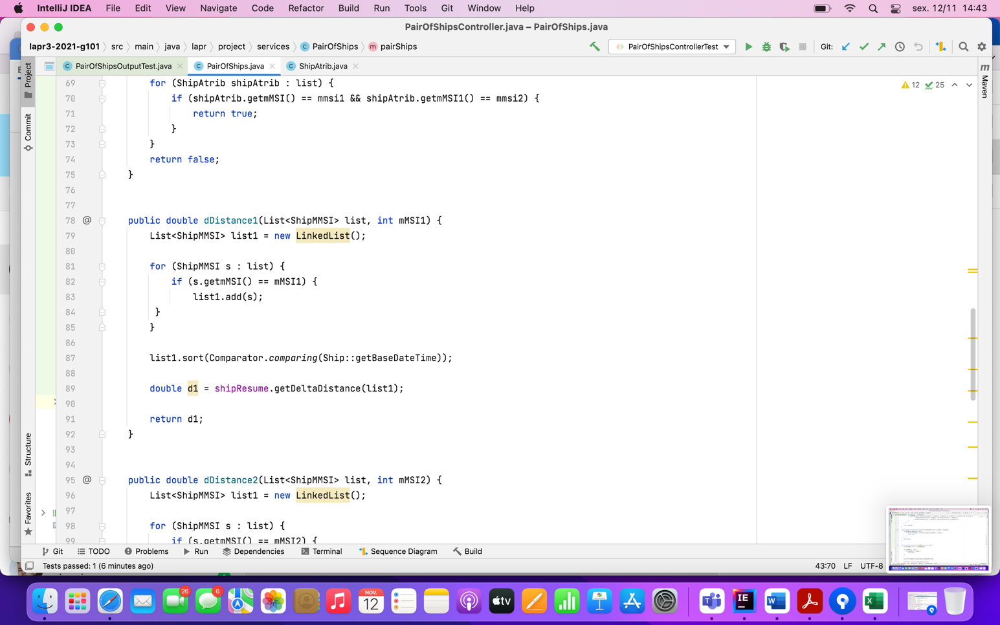 IntelliJ IDEA File Edit View Navigate Code Refactor Build Run Tools Git Window Help sex. 12/11 14:43
PairOfShipsController.java – PairOfShips.java
lapr3-2021-g101 src main java lapr project services C PairOfShips m pairShips PairOfShipsControllerTest Git:
Project C PairOfShipsOutputTest.java C PairOfShips.java C ShipAtrib.java m
Maven
12 25
69 for (ShipAtrib shipAtrib : list) {
70 if (shipAtrib.getmMSI() == mmsi1 && shipAtrib.getmMSI1() == mmsi2) {
71 return true;
Commit
72 }
73 }
74 return false;
75 }
76
77
78 @ public double dDistance1(List<ShipMMSI> list, int mMSI1) {
79 List<ShipMMSI> list1 = new LinkedList();
80
81 for (ShipMMSI s : list) {
82 if (s.getmMSI() == mMSI1) {
83 list1.add(s);
84 }
85 }
86
87 list1.sort(Comparator.comparing(Ship::getBaseDateTime));
88
89 double d1 = shipResume.getDeltaDistance(list1);
90
91 return d1;
92 }
93
Structure
94
95 @ public double dDistance2(List<ShipMMSI> list, int mMSI2) {
96 List<ShipMMSI> list1 = new LinkedList();
97
Favorites
98 for (ShipMMSI s : list) {
99 if (s.getmMSI() == mMSI2) {
Git TODO Problems Run Dependencies Terminal Sequence Diagram Build
Tests passed: 1 (6 minutes ago) 43:70 LF UTF-8
26 6 NOV. 12 tv IE W X